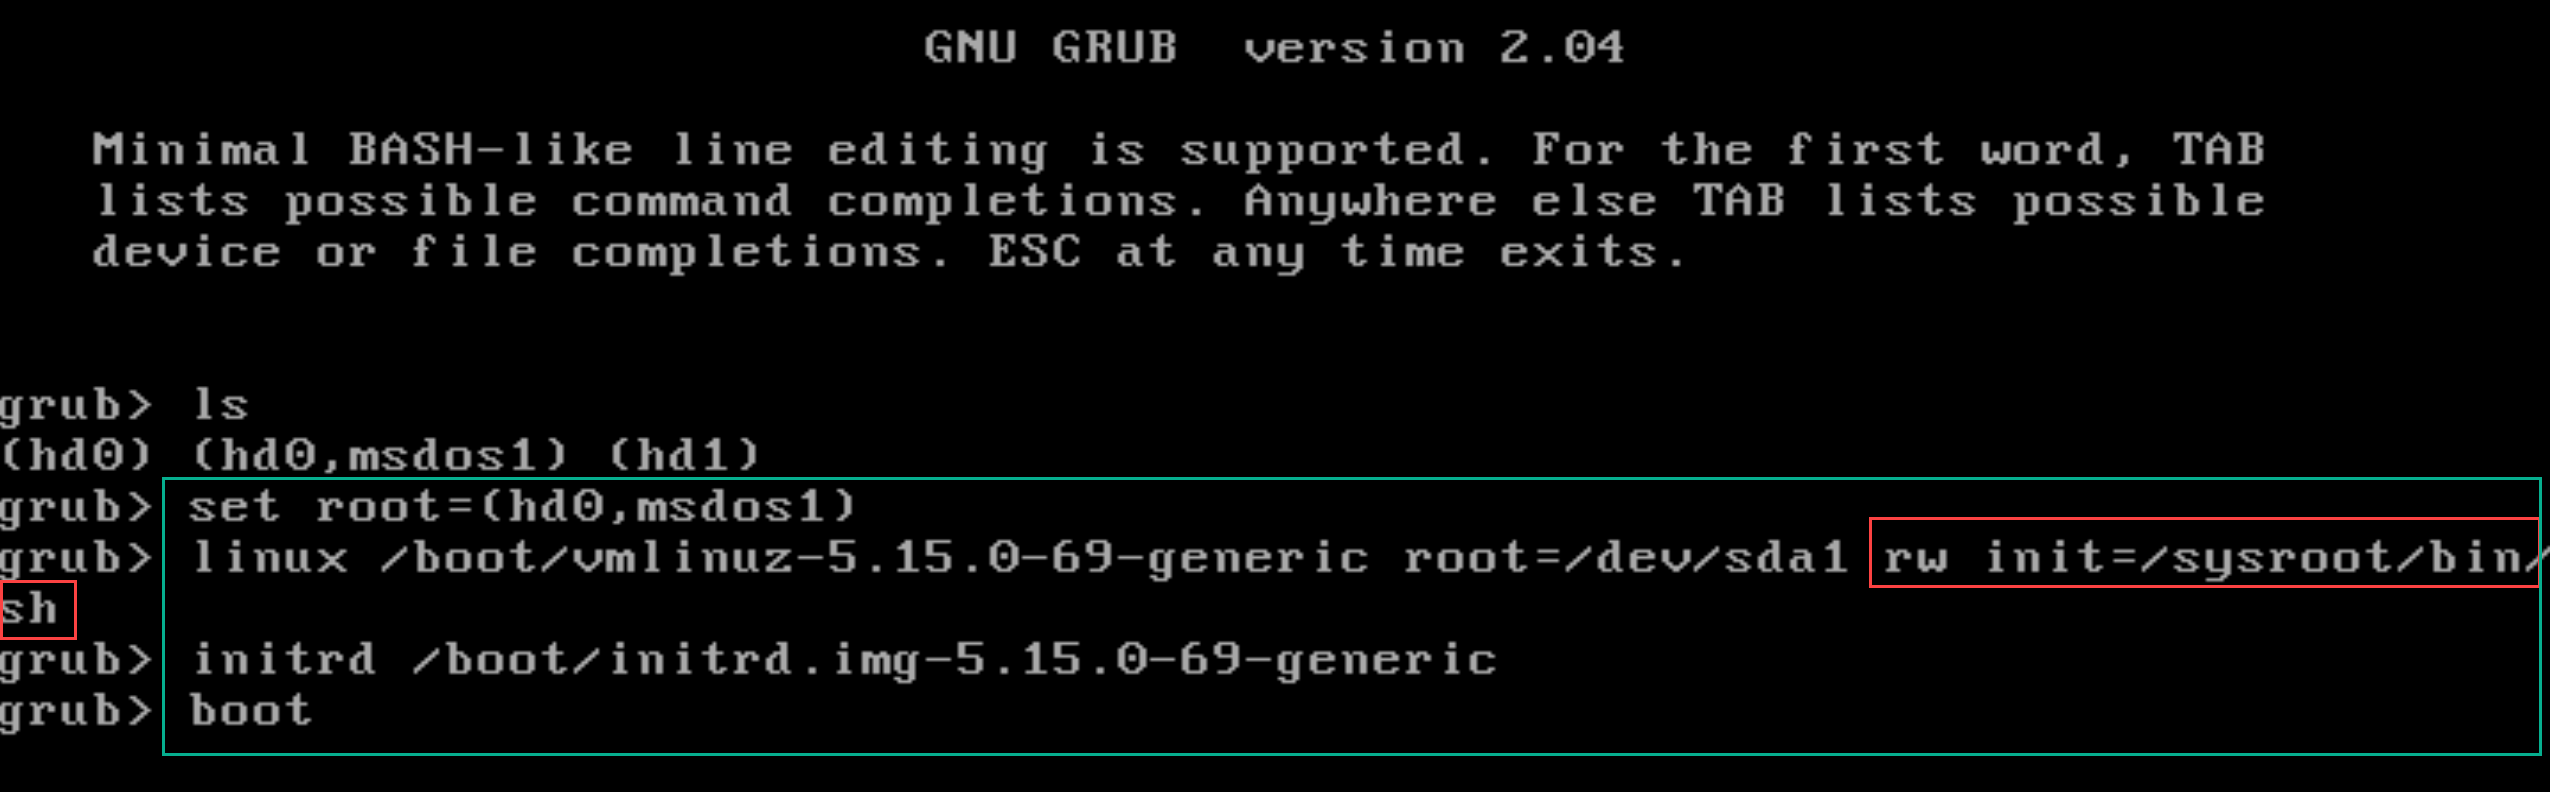 GNU GRUB  version 2.04
Minimal BASH-like line editing is supported. For the first word, TAB
lists possible command completions. Anywhere else TAB lists possible
device or file completions. ESC at any time exits.
grub> ls
(hd0) (hd0,msdos1) (hd1)
grub> set root=(hd0,msdos1)
grub> linux /boot/vmlinuz-5.15.0-69-generic root=/dev/sda1 rw init=/sysroot/bin/
sh
grub> initrd /boot/initrd.img-5.15.0-69-generic
grub> boot